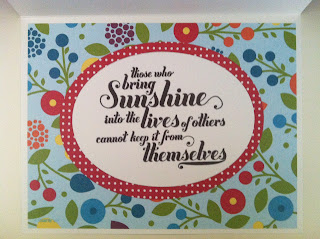 those who
bring Sunshine
into the lives of others
cannot keep it from
themselves